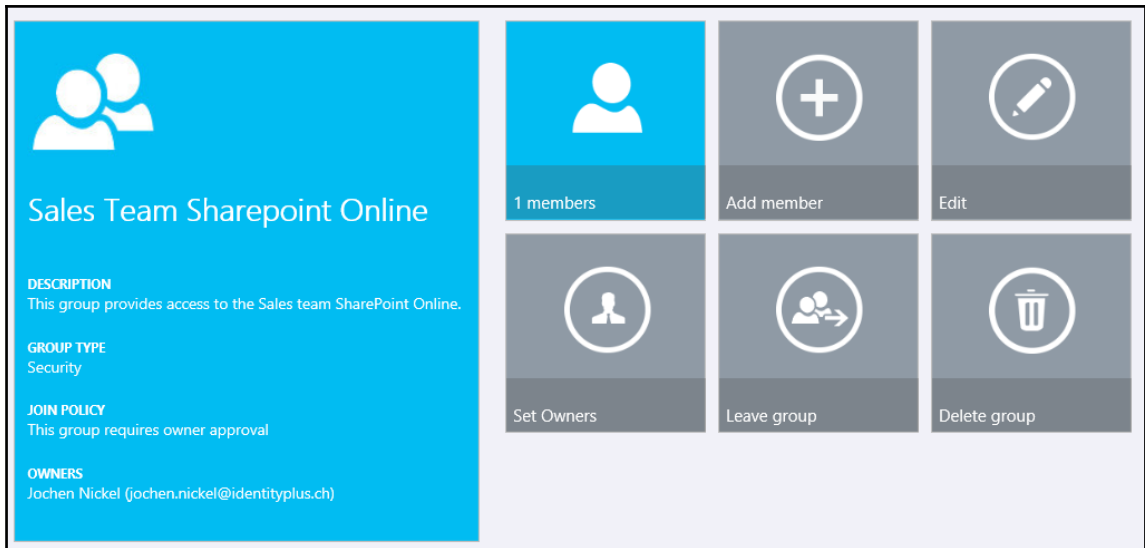 Sales Team Sharepoint Online
DESCRIPTION
This group provides access to the Sales team SharePoint Online.
GROUP TYPE
Security
JOIN POLICY
This group requires owner approval
OWNERS
Jochen Nickel (jochen.nickel@identityplus.ch)
1 members
Add member
Edit
Set Owners
Leave group
Delete group